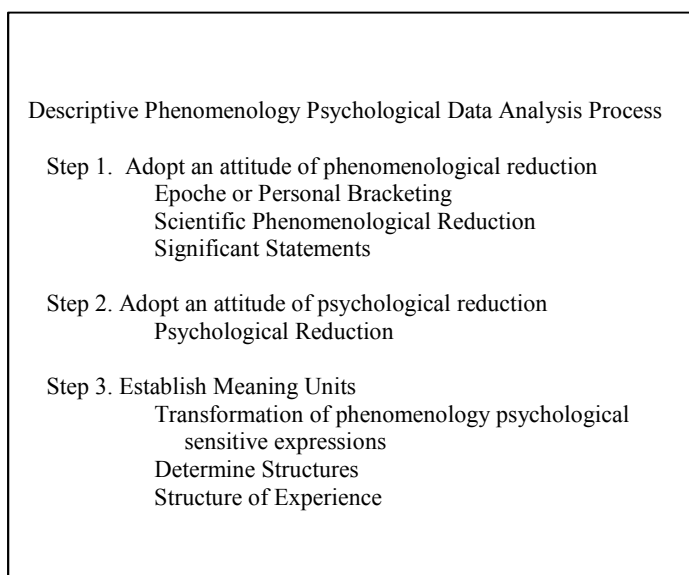 Descriptive Phenomenology Psychological Data Analysis Process
Step 1. Adopt an attitude of phenomenological reduction
Epoche or Personal Bracketing
Scientific Phenomenological Reduction
Significant Statements
Step 2. Adopt an attitude of psychological reduction
Psychological Reduction
Step 3. Establish Meaning Units
Transformation of phenomenology psychological
sensitive expressions
Determine Structures
Structure of Experience